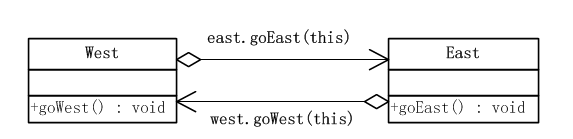 east.goEast(this)
West
East
+goWest() : void
+goEast() : void
west.goWest(this)